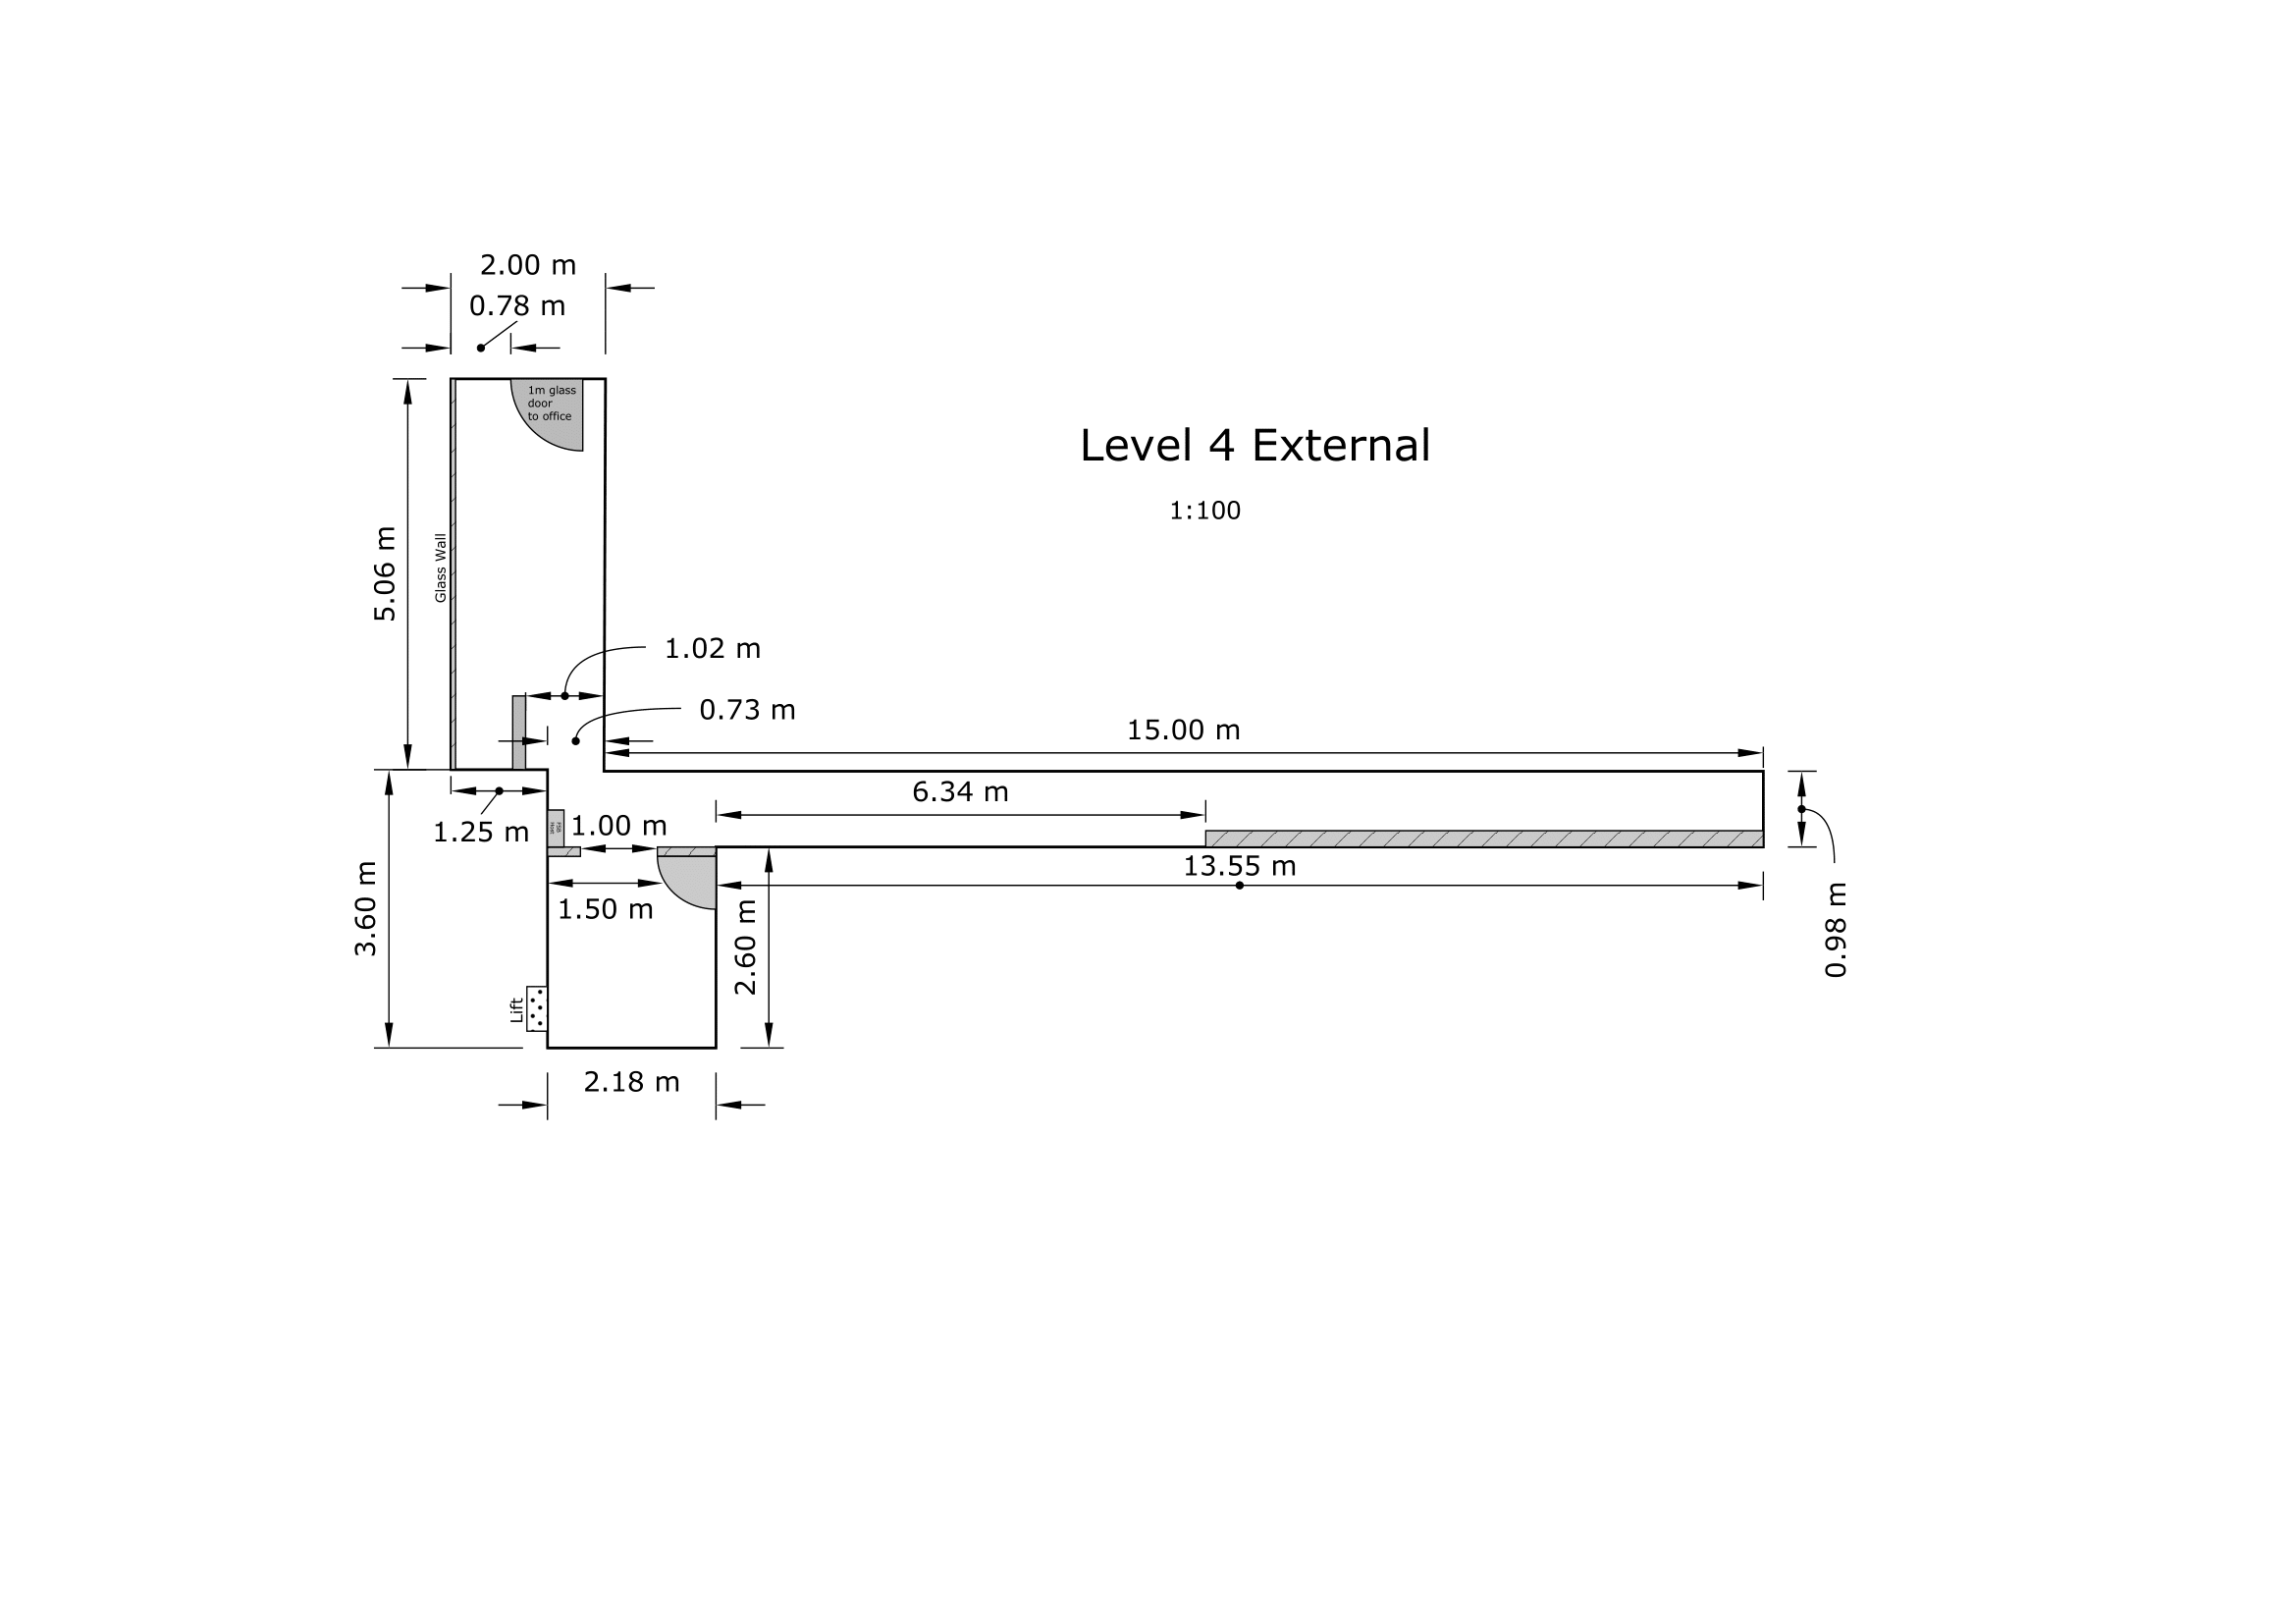 2.00 m
0.78 m
1m glass
door
to office
Level 4 External
1:100
5.06 m
Glass Wall
1.02 m
0.73 m
15.00 m
6.34 m
1.25 m
1.00 m
13.55 m
0.98 m
3.60 m
1.50 m
2.60 m
Lift
2.18 m